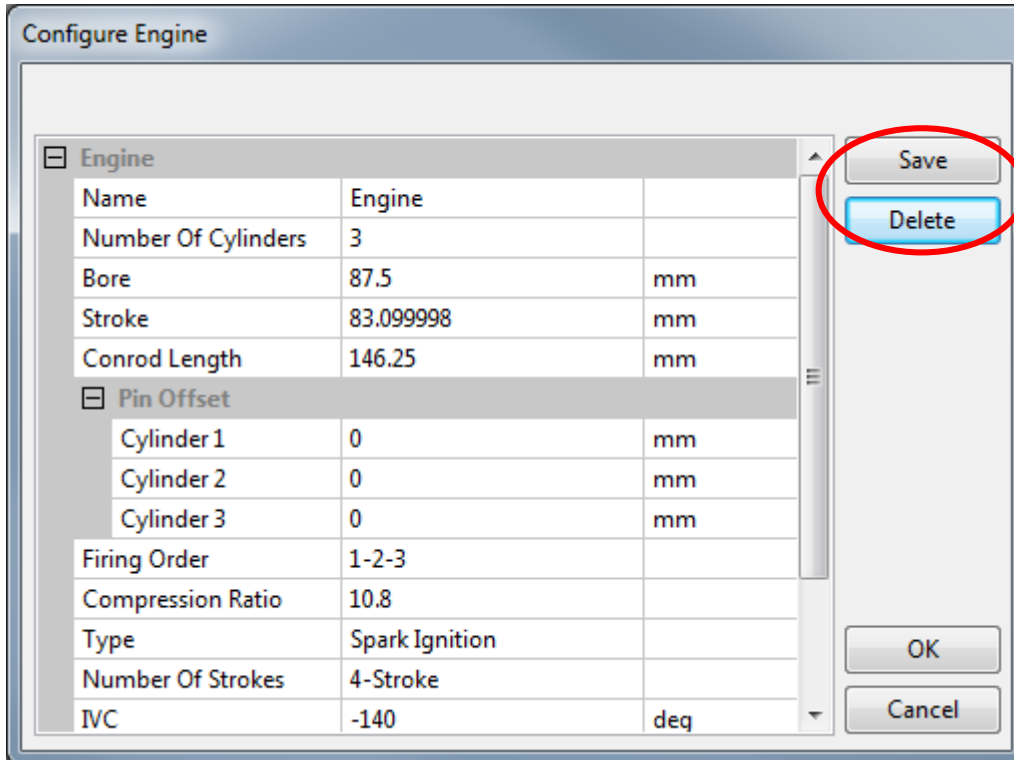 Configure Engine
Engine
Save
Name Engine
Delete
Number Of Cylinders 3
Bore 87.5 mm
Stroke 83.099998 mm
Conrod Length 146.25 mm
Pin Offset
Cylinder 1 0 mm
Cylinder 2 0 mm
Cylinder 3 0 mm
Firing Order 1-2-3
Compression Ratio 10.8
Type Spark Ignition
OK
Number Of Strokes 4-Stroke
IVC -140 deg
Cancel